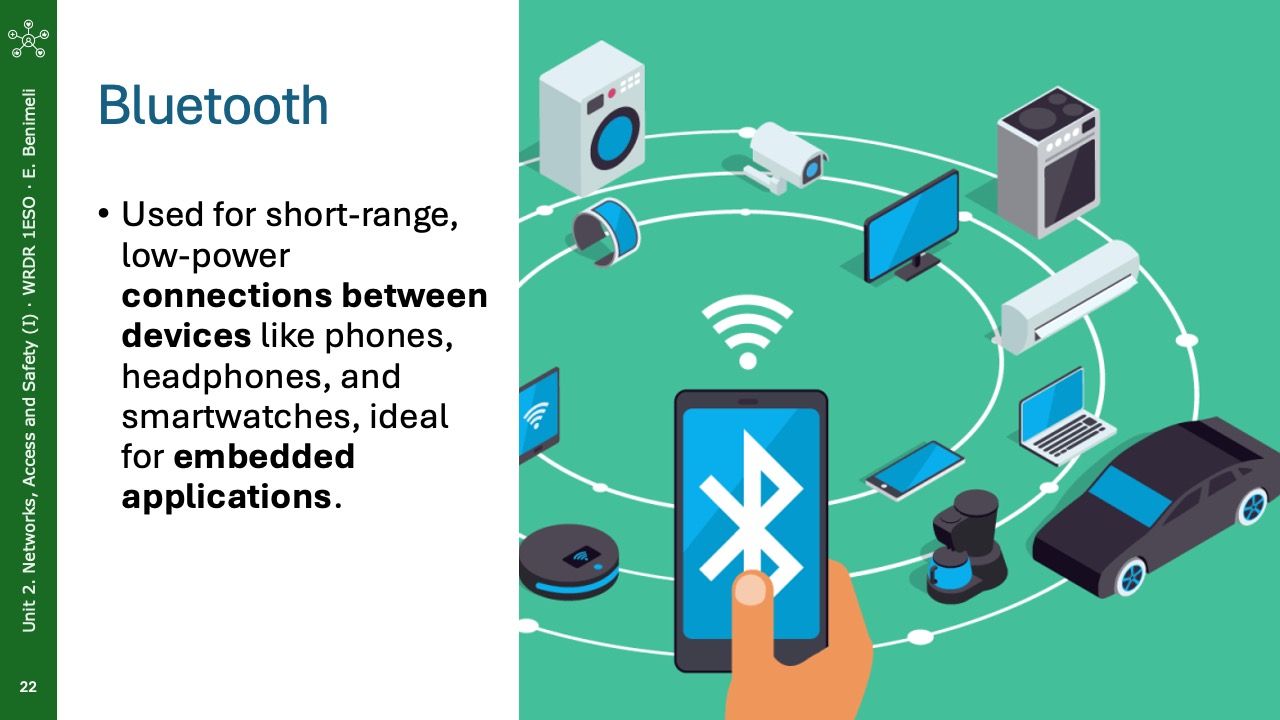 Unit 2. Networks, Access and Safety (I) · WRDR 1ESO · E. Benimeli
22
Bluetooth
• Used for short-range,
low-power
connections between
devices like phones,
headphones, and
smartwatches, ideal
for embedded
applications.